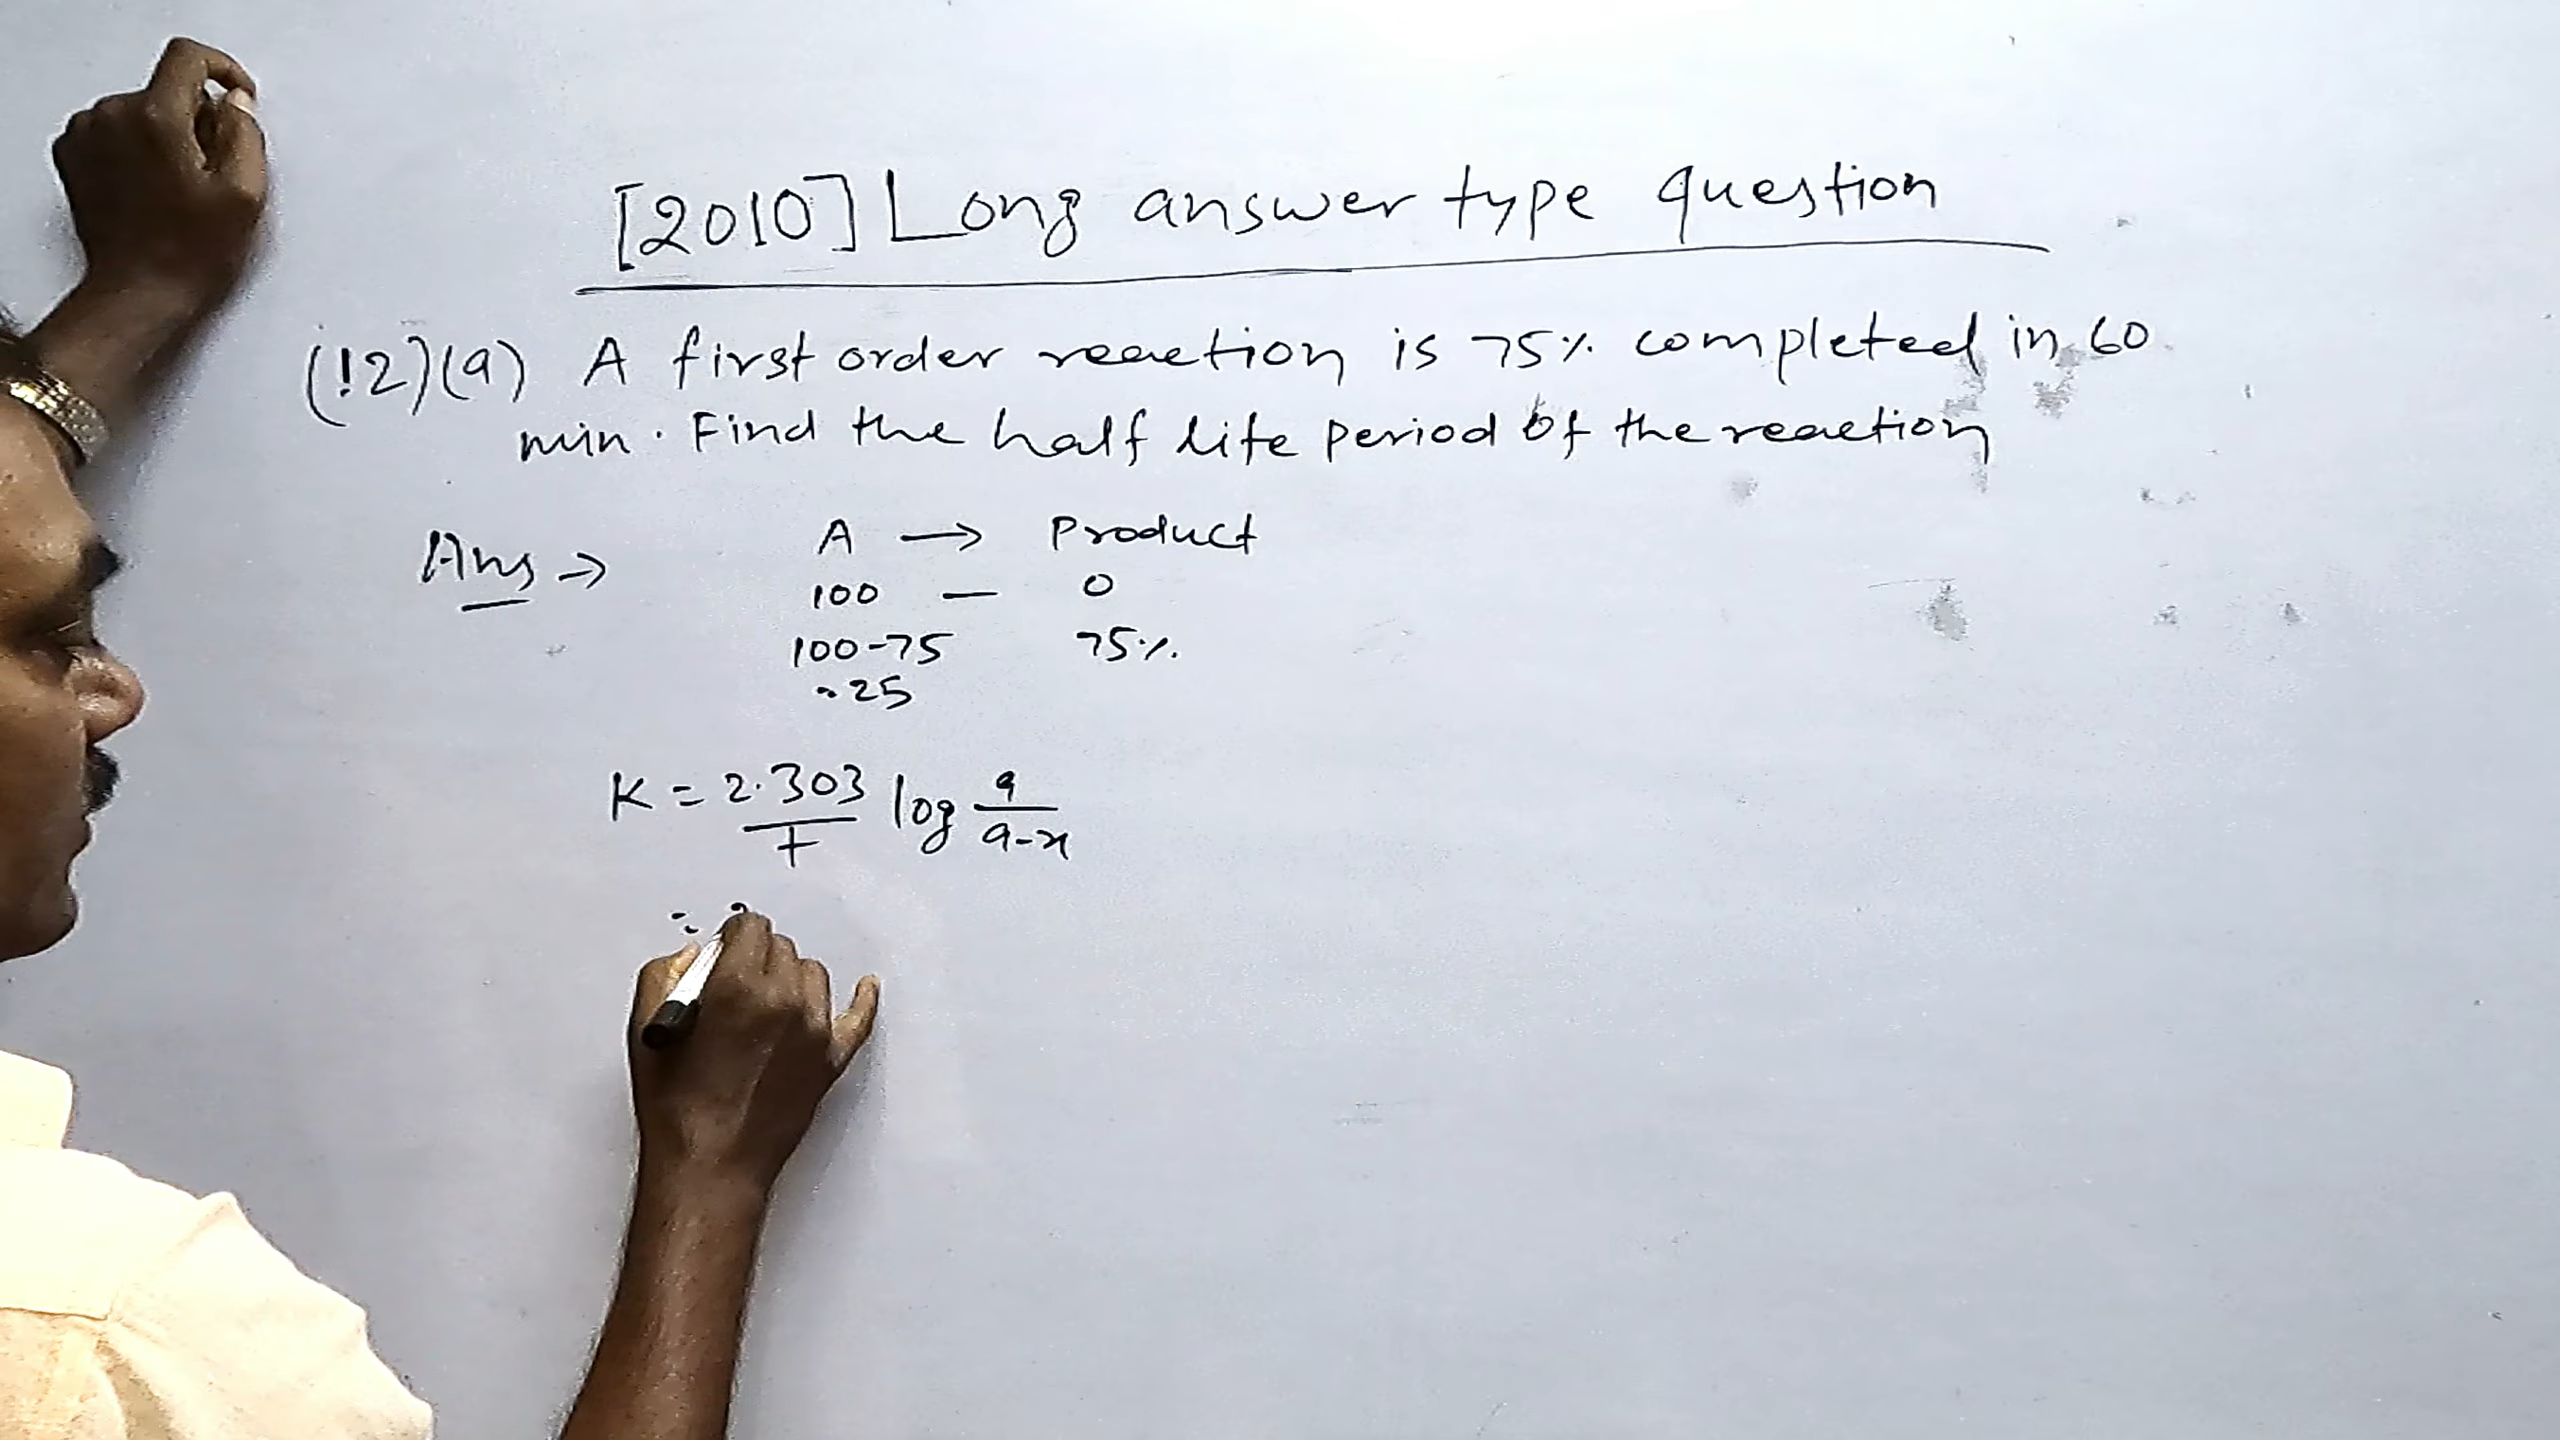 [2010] Long answer type question
(12)(a) A first order reaction is 75% completed in 60
min. Find the half life period of the reaction
Ans → A → Product
100 — 0
100-75 75%
= 25
K = 2.303/t log a/a-x
=